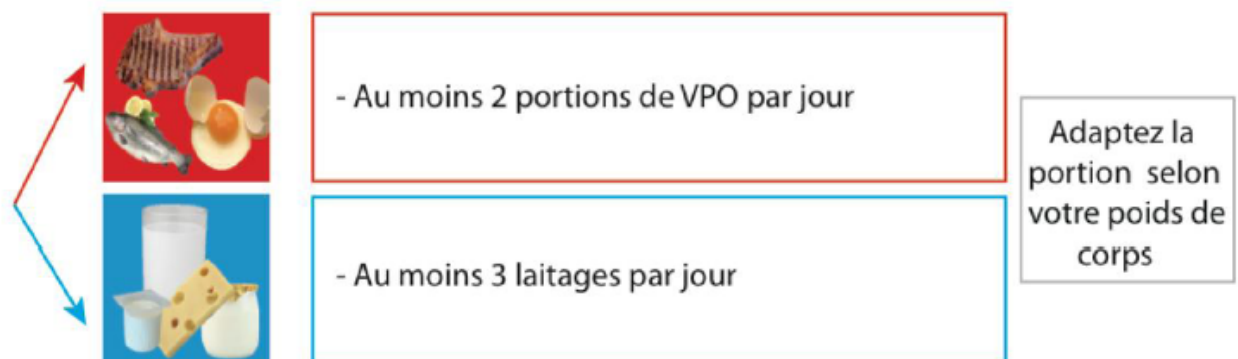 - Au moins 2 portions de VPO par jour
Adaptez la
portion selon
votre poids de
corps
- Au moins 3 laitages par jour